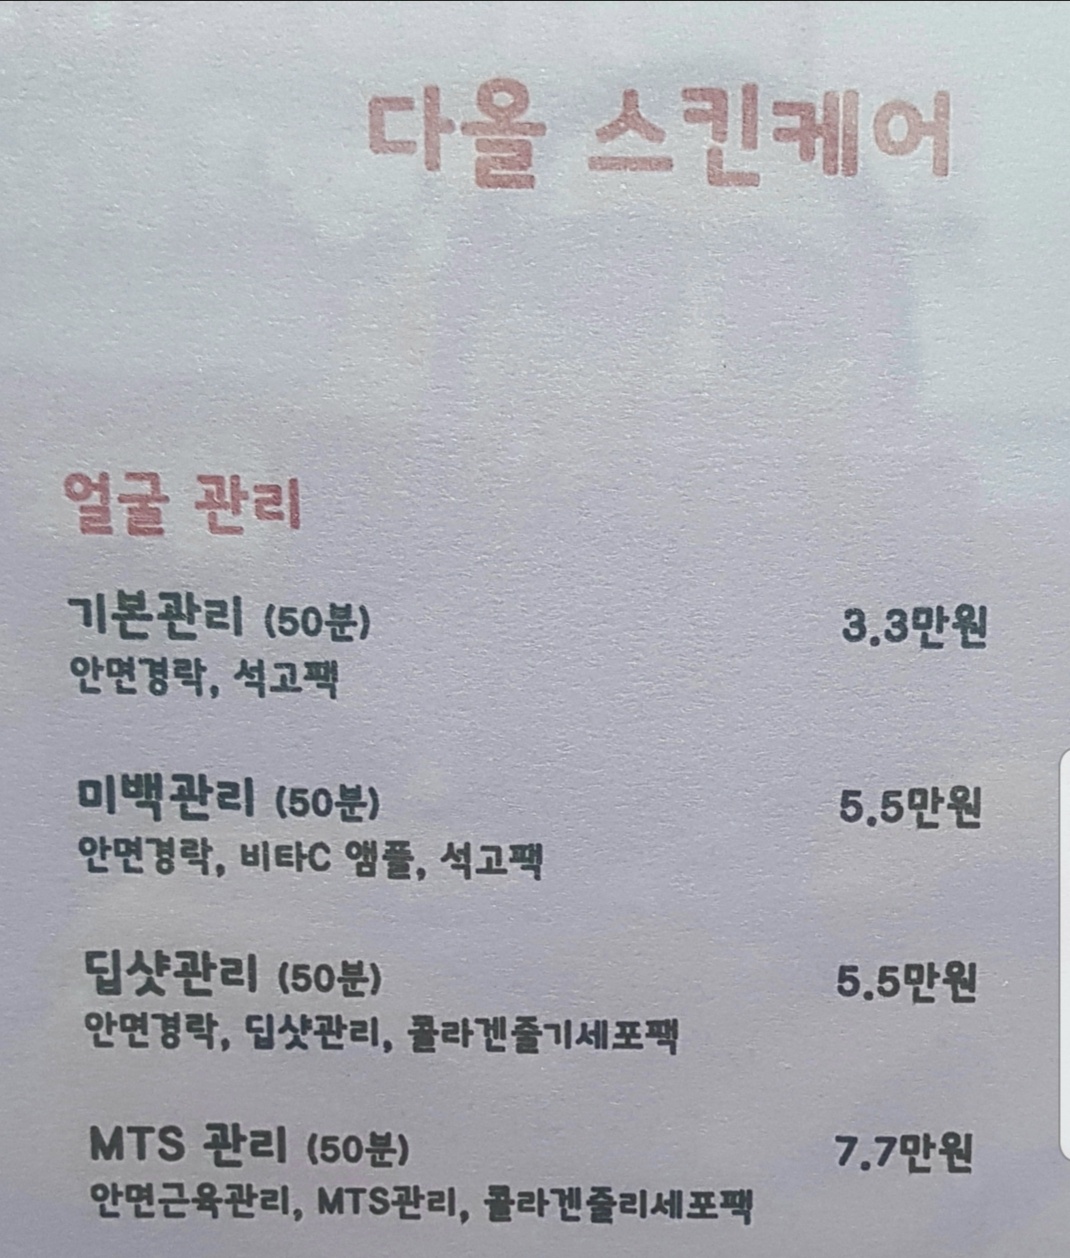 다올 스킨케어
얼굴 관리
기본관리 (50분) 3.3만원
안면경락, 석고팩
미백관리 (50분) 5.5만원
안면경락, 비타C 앰플, 석고팩
딥샷관리 (50분) 5.5만원
안면경락, 딥샷관리, 콜라겐줄기세포팩
MTS 관리 (50분) 7.7만원
안면근육관리, MTS관리, 콜라겐줄리세포팩